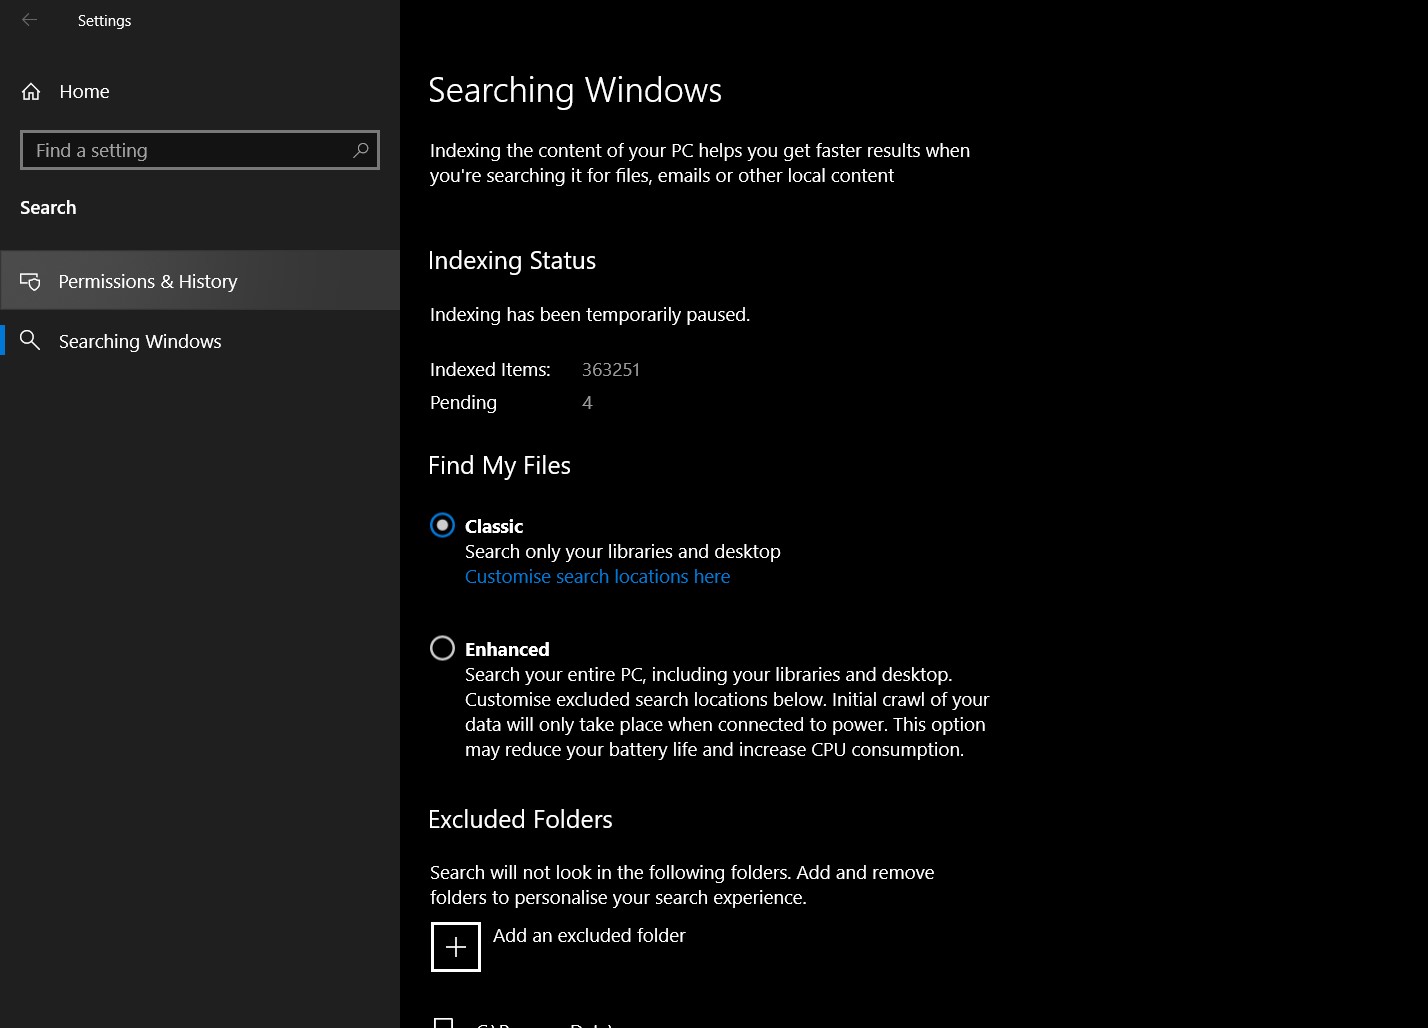 Settings
Home
Find a setting
Search
Permissions & History
Searching Windows
Searching Windows
Indexing the content of your PC helps you get faster results when
you're searching it for files, emails or other local content
Indexing Status
Indexing has been temporarily paused.
Indexed Items: 363251
Pending 4
Find My Files
Classic
Search only your libraries and desktop
Customise search locations here
Enhanced
Search your entire PC, including your libraries and desktop.
Customise excluded search locations below. Initial crawl of your
data will only take place when connected to power. This option
may reduce your battery life and increase CPU consumption.
Excluded Folders
Search will not look in the following folders. Add and remove
folders to personalise your search experience.
Add an excluded folder